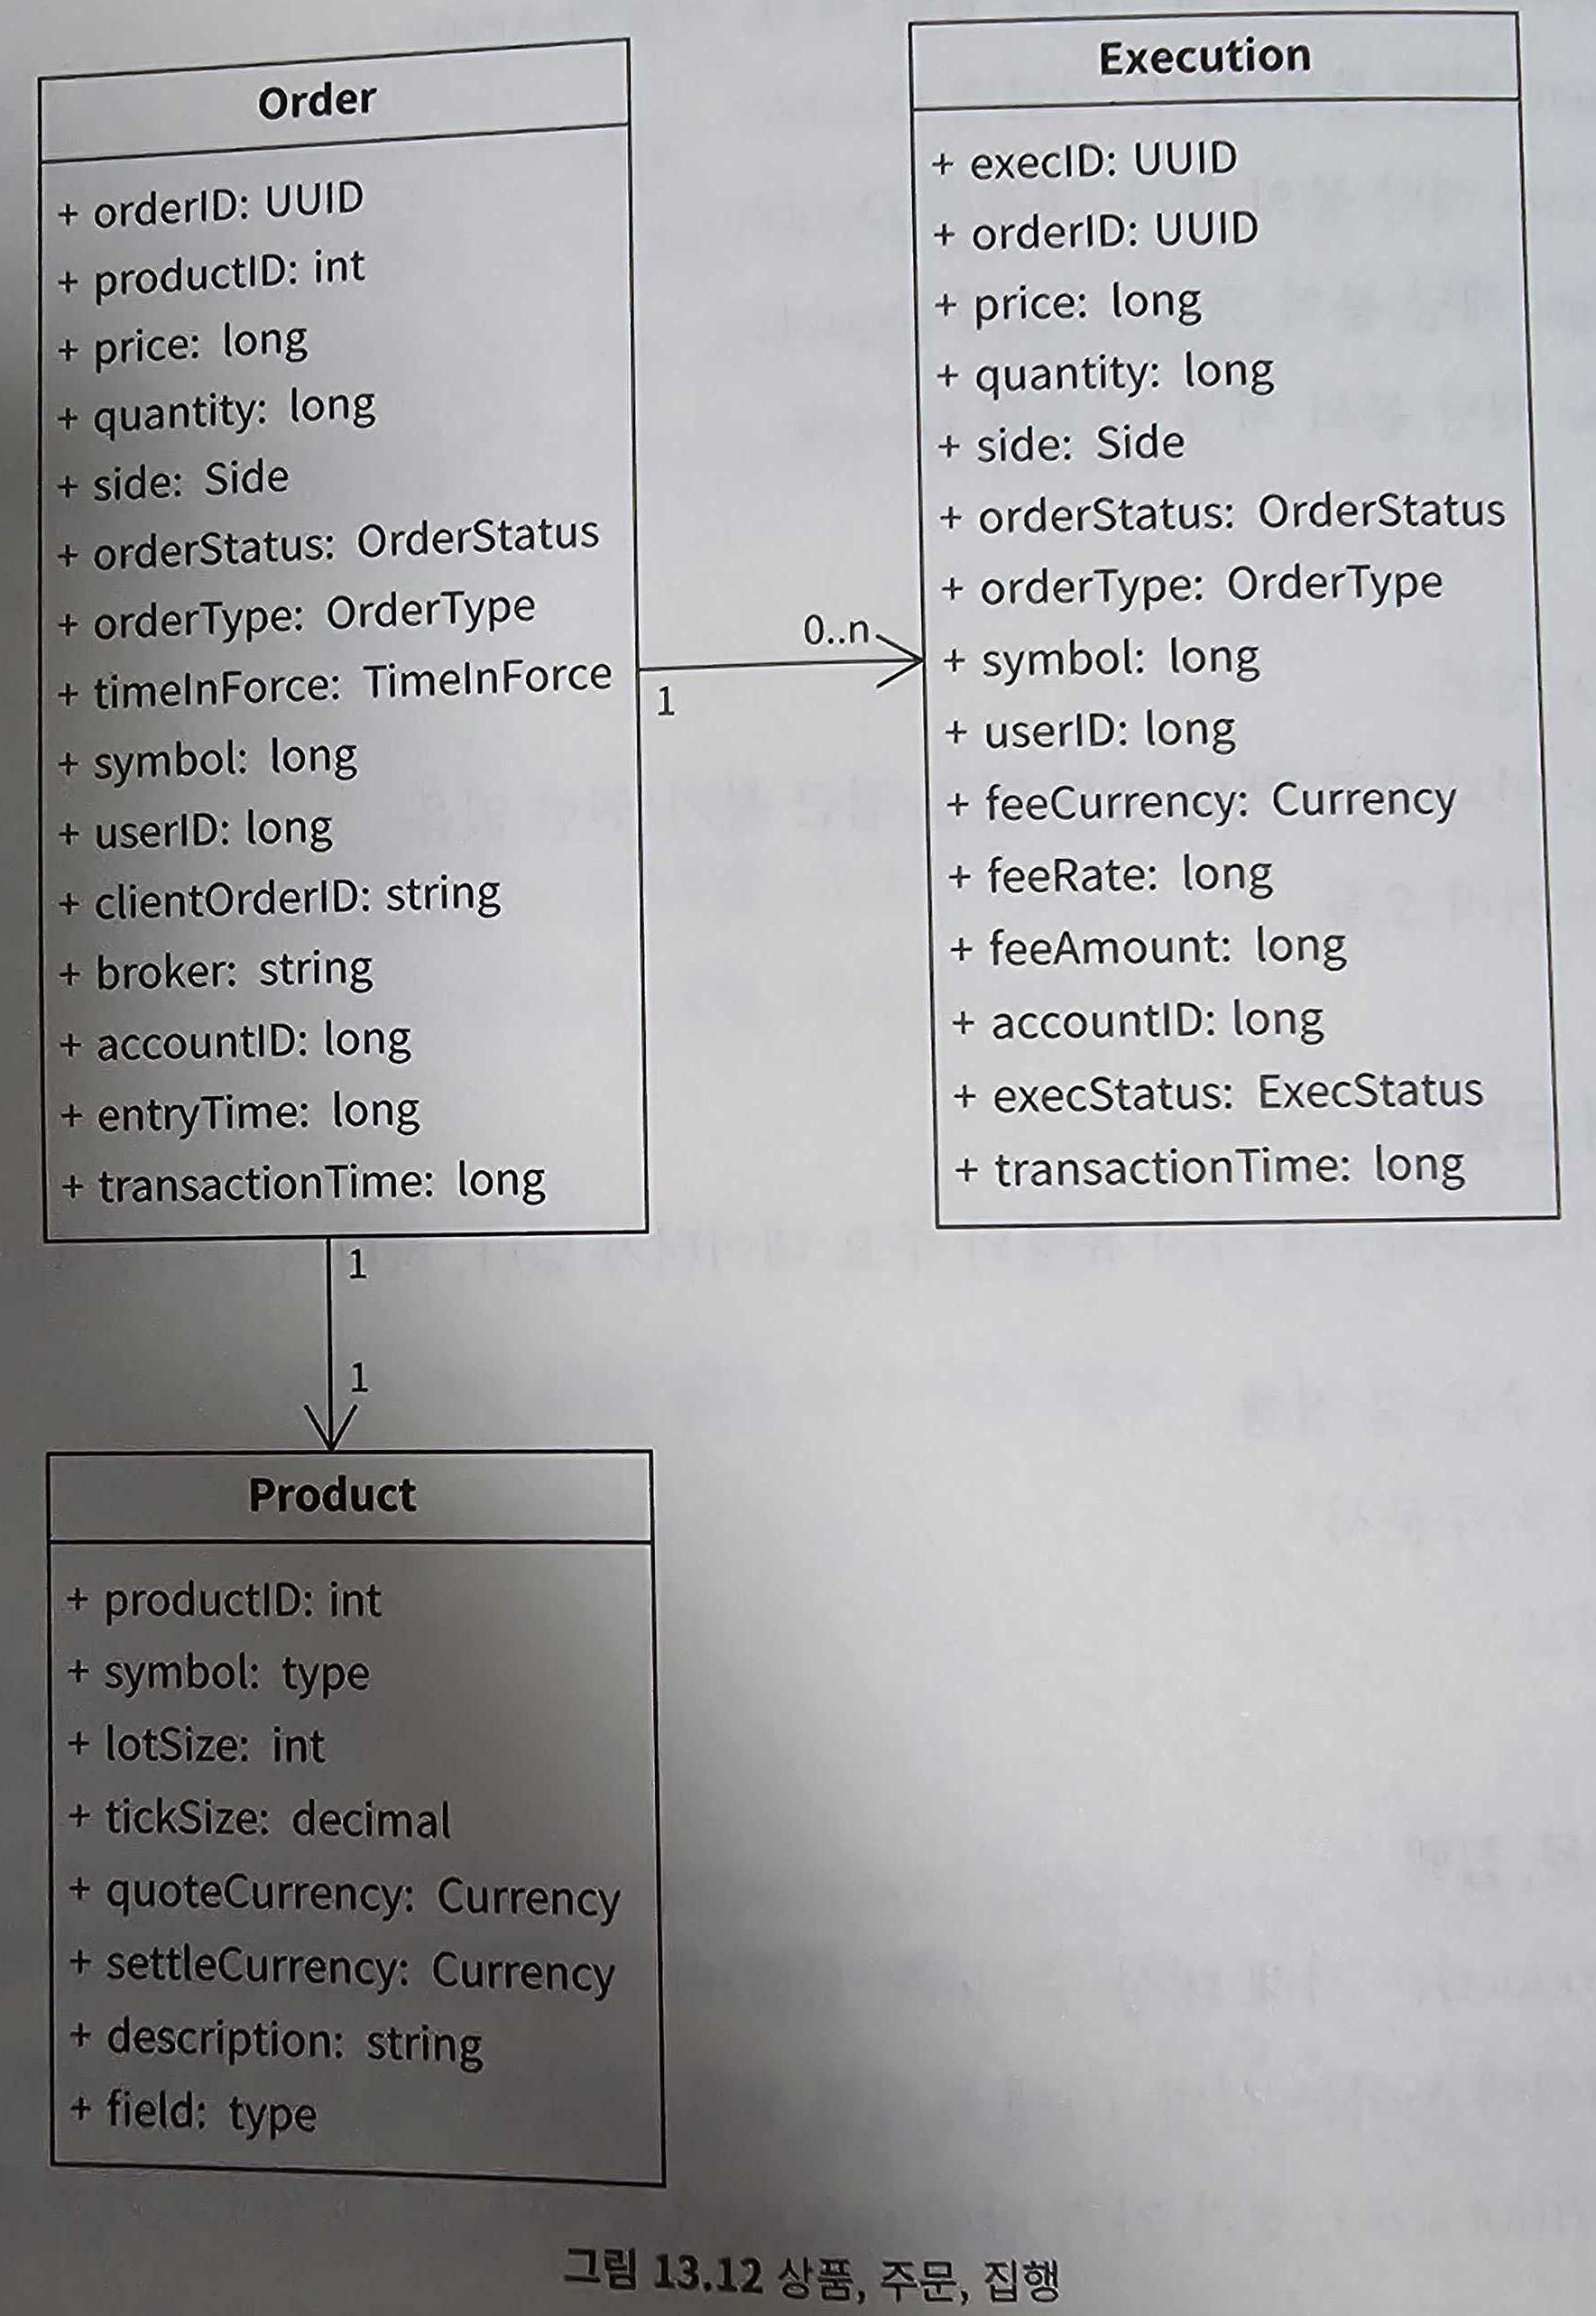 Order
+ orderID: UUID
+ productID: int
+ price: long
+ quantity: long
+ side: Side
+ orderStatus: OrderStatus
+ orderType: OrderType
+ timeInForce: TimeInForce
+ symbol: long
+ userID: long
+ clientOrderID: string
+ broker: string
+ accountID: long
+ entryTime: long
+ transactionTime: long
0..n
1
Execution
+ execID: UUID
+ orderID: UUID
+ price: long
+ quantity: long
+ side: Side
+ orderStatus: OrderStatus
+ orderType: OrderType
+ symbol: long
+ userID: long
+ feeCurrency: Currency
+ feeRate: long
+ feeAmount: long
+ accountID: long
+ execStatus: ExecStatus
+ transactionTime: long
1
1
Product
+ productID: int
+ symbol: type
+ lotSize: int
+ tickSize: decimal
+ quoteCurrency: Currency
+ settleCurrency: Currency
+ description: string
+ field: type
그림 13.12 상품, 주문, 집행